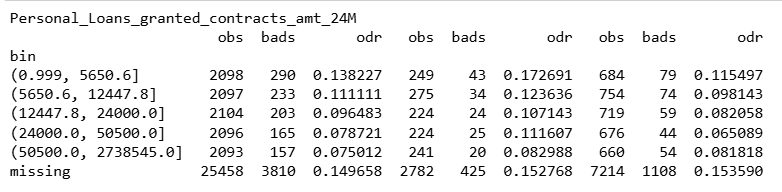 Personal_Loans_granted_contracts_amt_24M
obs bads odr obs bads odr obs bads odr
bin
(0.999, 5650.6] 2098 290 0.138227 249 43 0.172691 684 79 0.115497
(5650.6, 12447.8] 2097 233 0.111111 275 34 0.123636 754 74 0.098143
(12447.8, 24000.0] 2104 203 0.096483 224 24 0.107143 719 59 0.082058
(24000.0, 50500.0] 2096 165 0.078721 224 25 0.111607 676 44 0.065089
(50500.0, 2738545.0] 2093 157 0.075012 241 20 0.082988 660 54 0.081818
missing 25458 3810 0.149658 2782 425 0.152768 7214 1108 0.153590